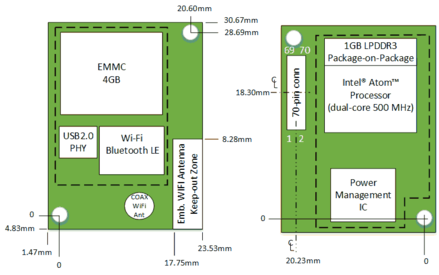 20.60mm
30.67mm
28.69mm
EMMC
4GB
USB2.0
PHY
Wi-Fi
Bluetooth LE
8.28mm
Emb. WIFI Antenna
Keep-out Zone
COAX
WiFi
Ant
0
4.83mm
1.47mm
0
17.75mm
23.53mm
69 70
1GB LPDDR3
Package-on-Package
Intel® Atom™
Processor
(dual-core 500 MHz)
70-pin conn
℄
18.30mm
1 2
Power
Management
IC
0
℄
20.23mm
0